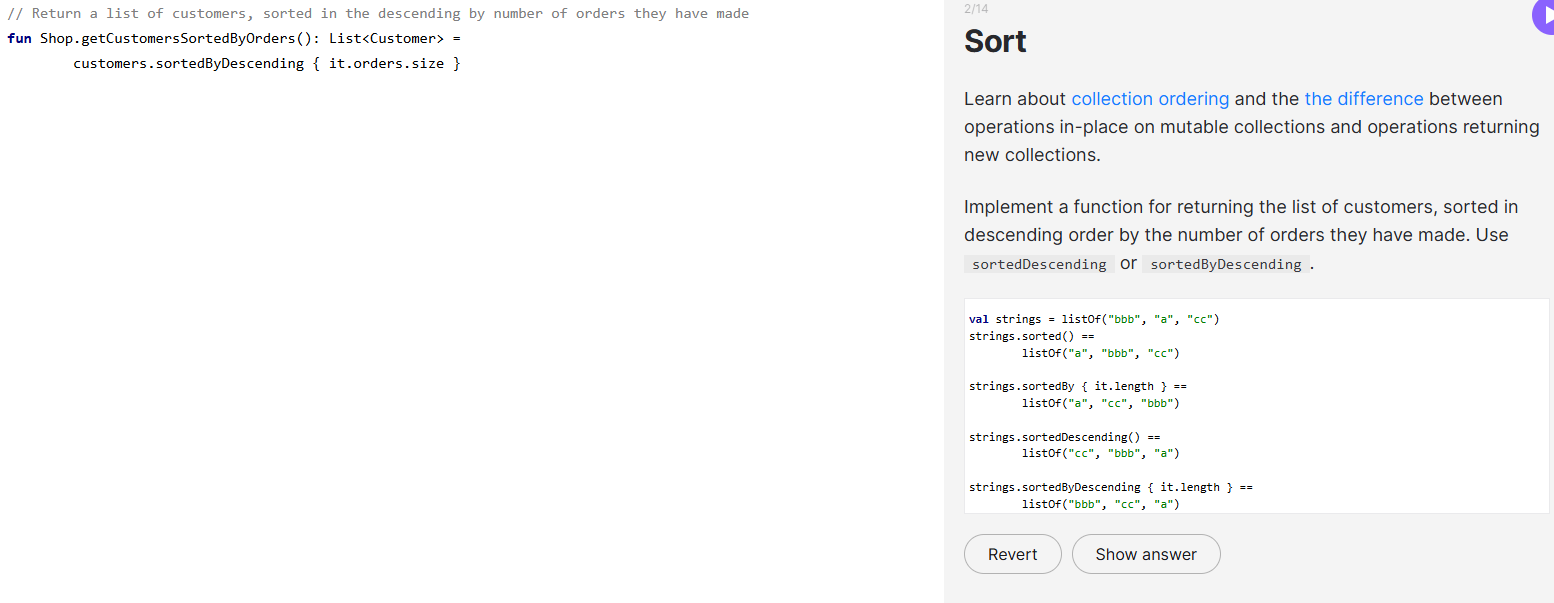 // Return a list of customers, sorted in the descending by number of orders they have made
fun Shop.getCustomersSortedByOrders(): List<Customer> =
        customers.sortedByDescending { it.orders.size }
2/14
Sort
Learn about collection ordering and the the difference between
operations in-place on mutable collections and operations returning
new collections.
Implement a function for returning the list of customers, sorted in
descending order by the number of orders they have made. Use
sortedDescending or sortedByDescending .
val strings = listOf("bbb", "a", "cc")
strings.sorted() ==
        listOf("a", "bbb", "cc")
strings.sortedBy { it.length } ==
        listOf("a", "cc", "bbb")
strings.sortedDescending() ==
        listOf("cc", "bbb", "a")
strings.sortedByDescending { it.length } ==
        listOf("bbb", "cc", "a")
Revert Show answer